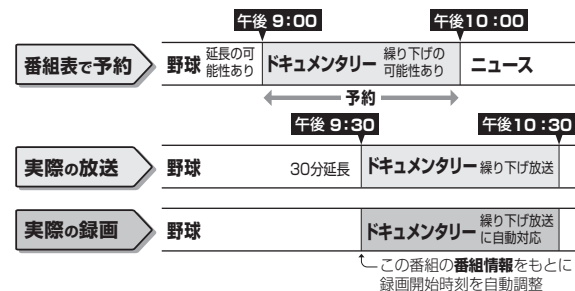 午後 9:00 午後10:00
番組表で予約 野球 延長の可能性あり ドキュメンタリー 繰り下げの可能性あり ニュース
予約
午後 9:30 午後10:30
実際の放送 野球 30分延長 ドキュメンタリー 繰り下げ放送
実際の録画 野球 ドキュメンタリー 繰り下げ放送に自動対応
この番組の番組情報をもとに
録画開始時刻を自動調整